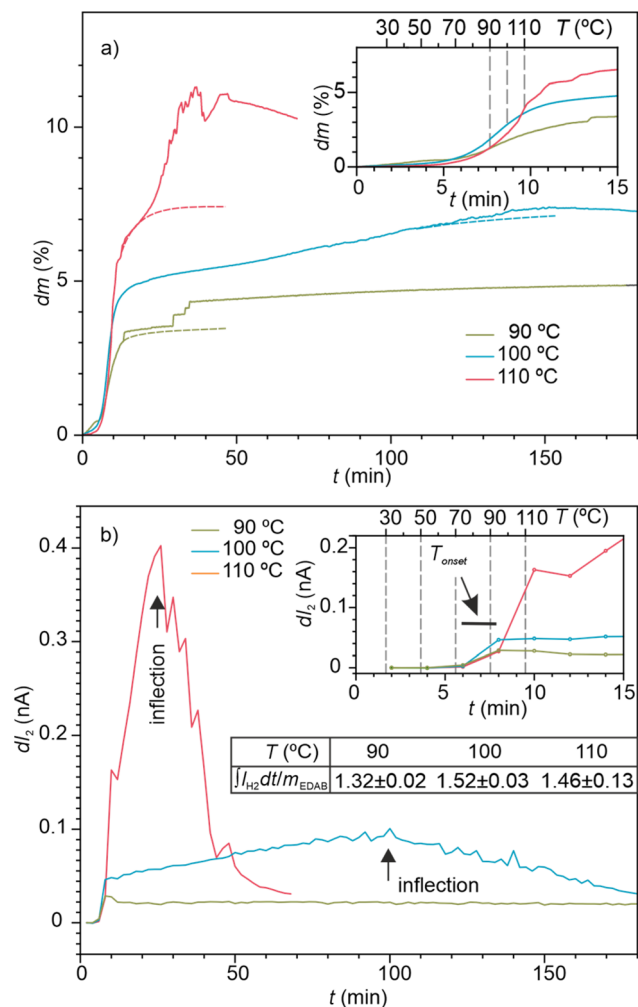 a)
30 50 70 90 110 T (ºC)
5
0
dm (%)
0 5 10 15
t (min)
10
5
0
dm (%)
90 ºC
100 ºC
110 ºC
0 50 100 150
t (min)
b)
90 ºC
100 ºC
110 ºC
30 50 70 90 110 T (ºC)
T onset
0.2
0.1
0
dI₂ (nA)
0 5 10 15
t (min)
inflection
T (ºC) 90 100 110
∫I_H2 dt/m_EDAB 1.32±0.02 1.52±0.03 1.46±0.13
inflection
0.4
0.3
0.2
0.1
0
dI₂ (nA)
0 50 100 150
t (min)